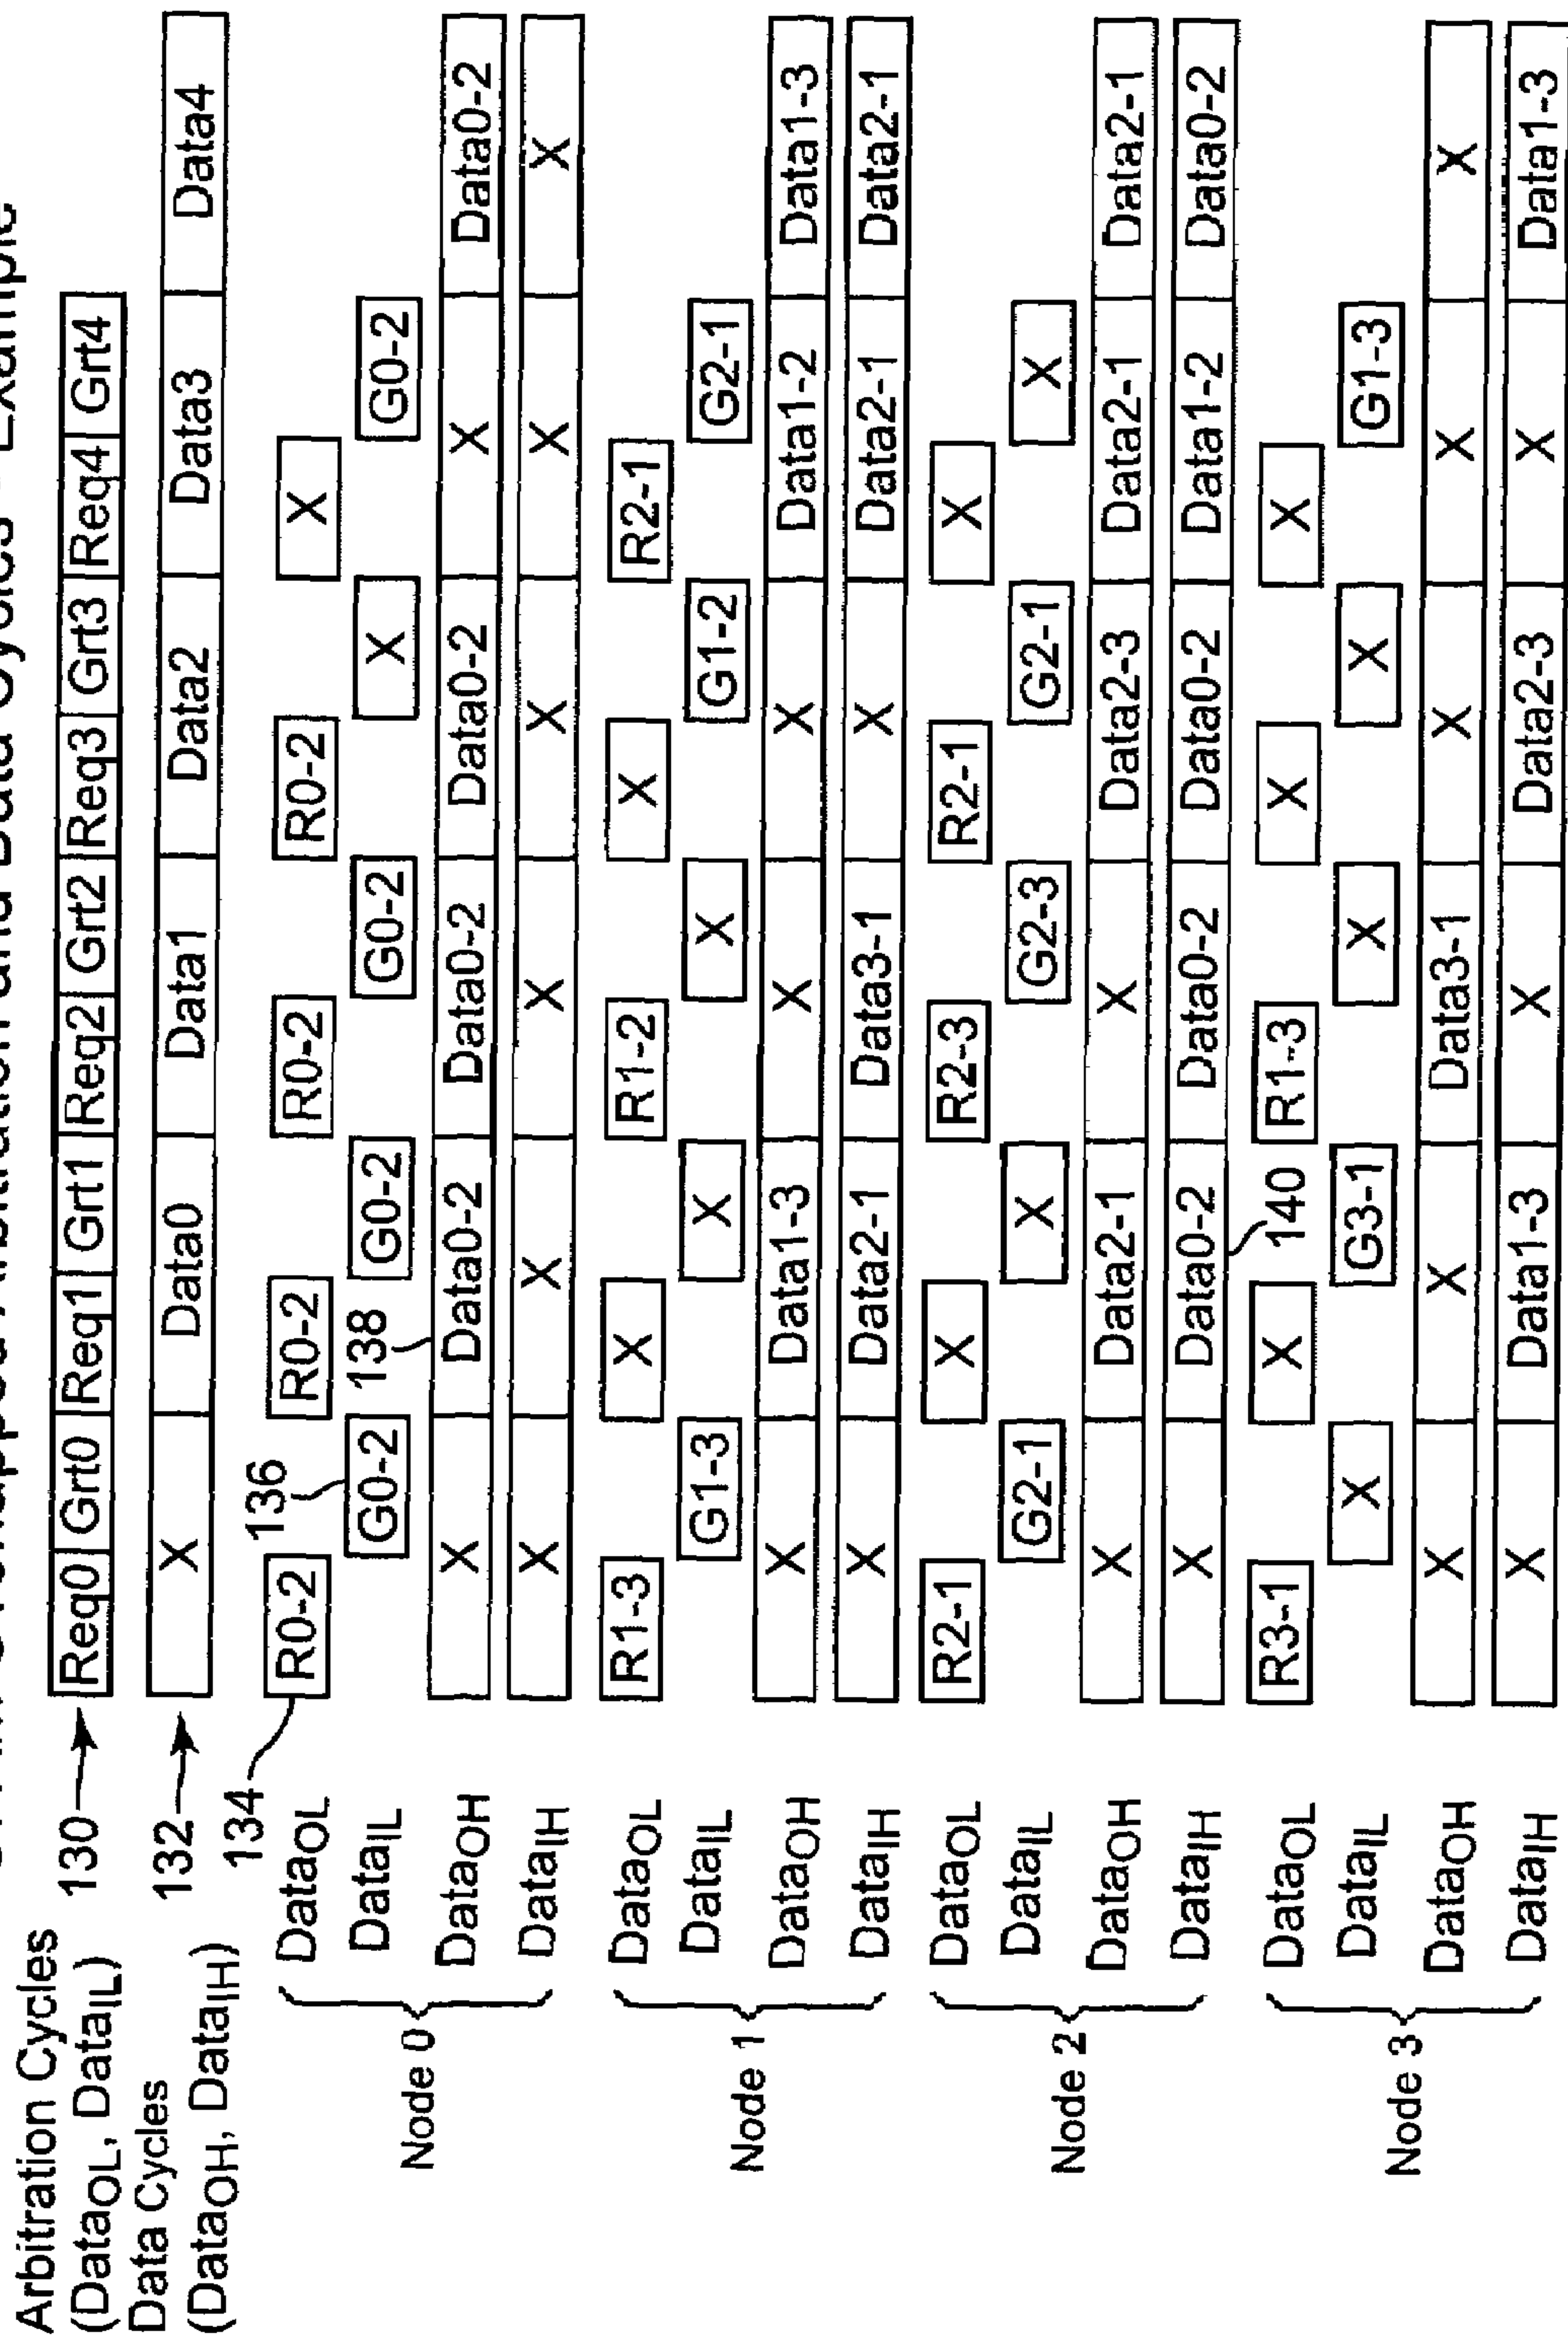 Overlapped Arbitration and Data Cycles - Example
Arbitration Cycles
(DataOL, DataIL)
130
Req0 Grt0 Req1 Grt1 Req2 Grt2 Req3 Grt3 Req4 Grt4
Data Cycles
(DataOH, DataIH)
132
X Data0 Data1 Data2 Data3 Data4
134
136
138
Node 0
DataOL R0-2 R0-2 R0-2 R0-2 X
DataIL G0-2 G0-2 G0-2 X G0-2
DataOH X Data0-2 Data0-2 Data0-2 X Data0-2
DataIH X X X X X X
Node 1
DataOL R1-3 X R1-2 X R2-1
DataIL G1-3 X X G1-2 G2-1
DataOH X Data1-3 X X Data1-2 Data1-3
DataIH X Data2-1 Data3-1 X Data2-1 Data2-1
Node 2
DataOL R2-1 X R2-3 R2-1 X
DataIL G2-1 X G2-3 G2-1 X
DataOH X Data2-1 X Data2-3 Data2-1 Data2-1
DataIH X Data0-2 Data0-2 Data0-2 Data1-2 Data0-2
140
Node 3
DataOL R3-1 X R1-3 X X
DataIL X G3-1 X X G1-3
DataOH X X Data3-1 X X X
DataIH X Data1-3 X Data2-3 X Data1-3